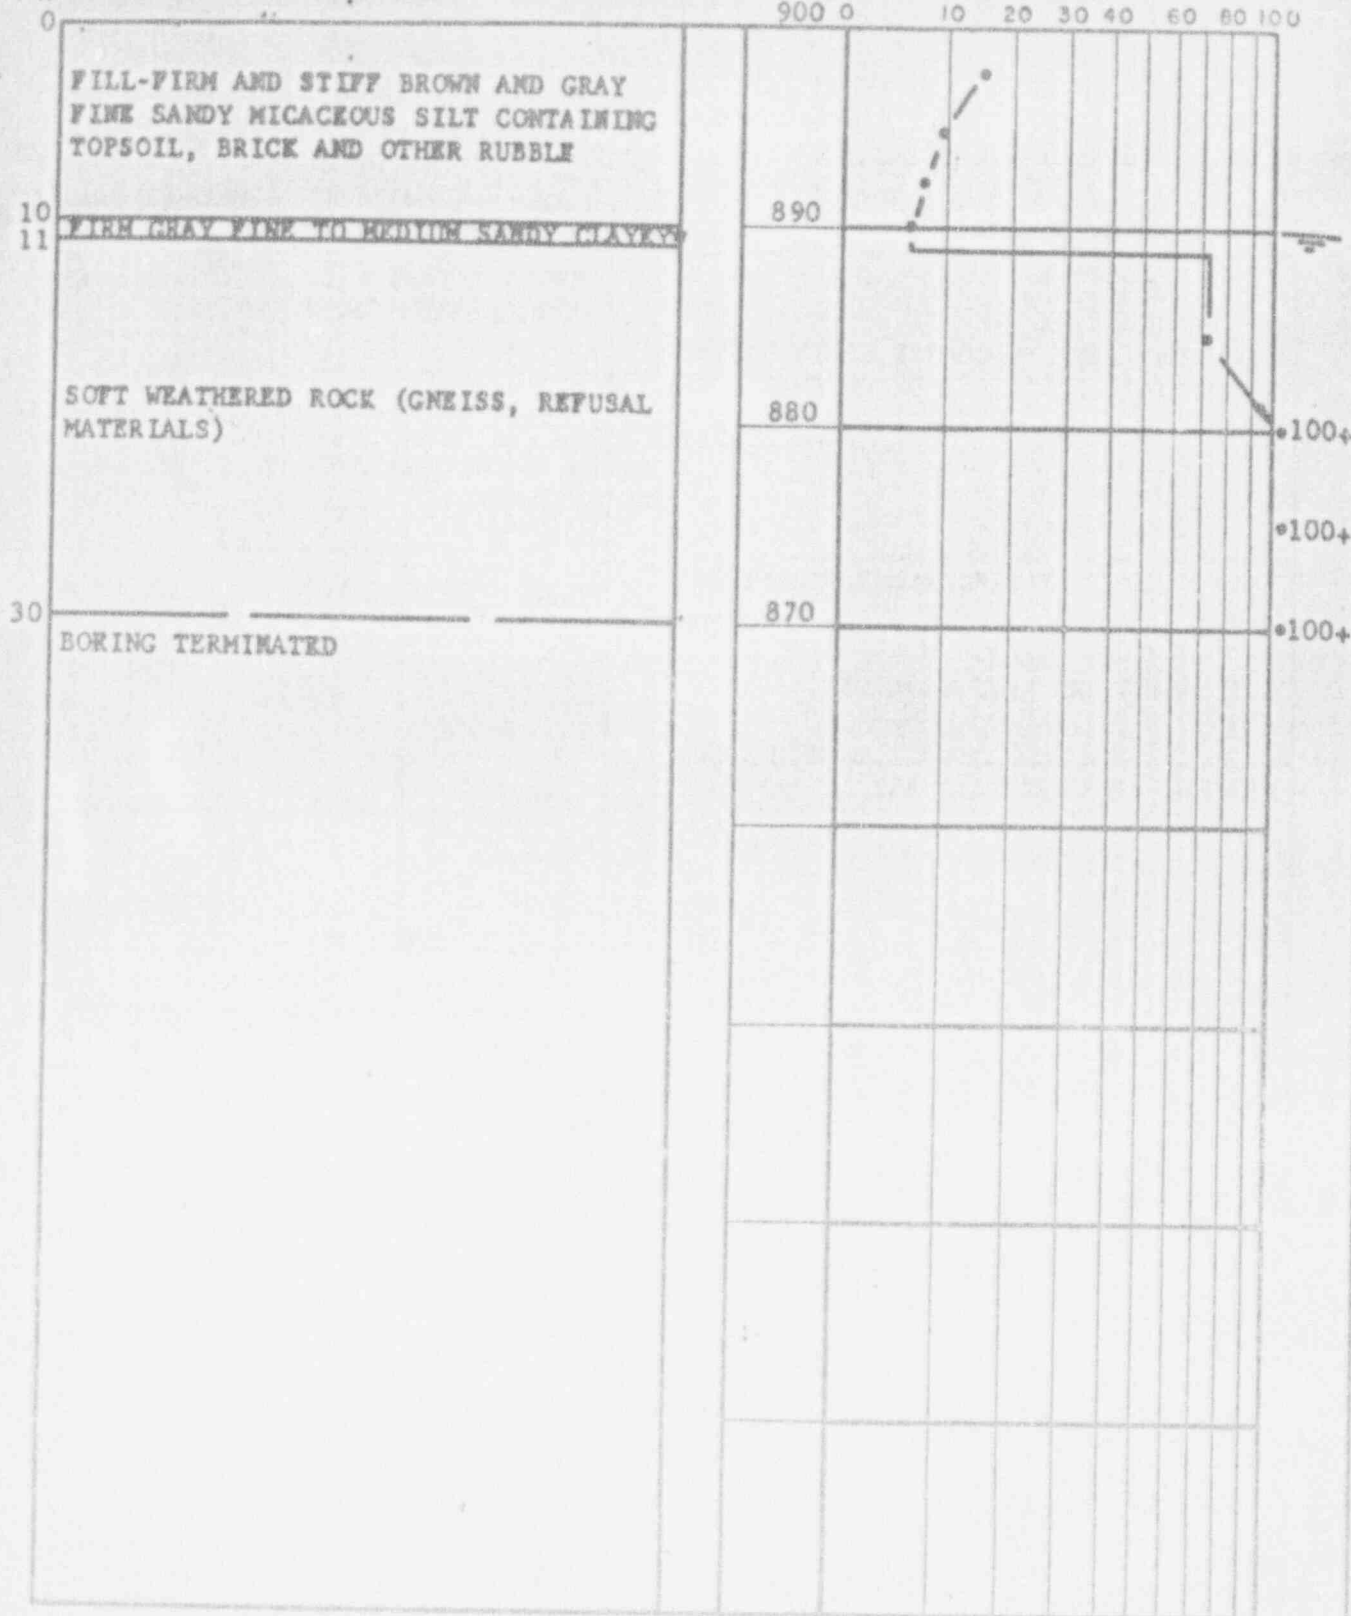 0 900 0 10 20 30 40 60 80 100
FILL-FIRM AND STIFF BROWN AND GRAY
FINE SANDY MICACEOUS SILT CONTAINING
TOPSOIL, BRICK AND OTHER RUBBLE
10 890
FIRM GRAY FINE TO MEDIUM SANDY CLAYEY
11
SOFT WEATHERED ROCK (GNEISS, REFUSAL
MATERIALS)
880 100+
100+
30 870 100+
BORING TERMINATED